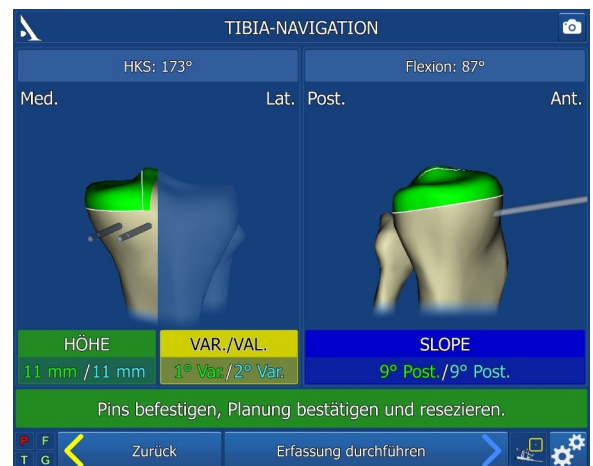 TIBIA-NAVIGATION
HKS: 173°
Flexion: 87°
Med.
Lat.
Post.
Ant.
HÖHE
VAR./VAL.
SLOPE
11 mm /11 mm
1° Var./2° Var.
9° Post./9° Post.
Pins befestigen, Planung bestätigen und resezieren.
P F
T G
Zurück
Erfassung durchführen